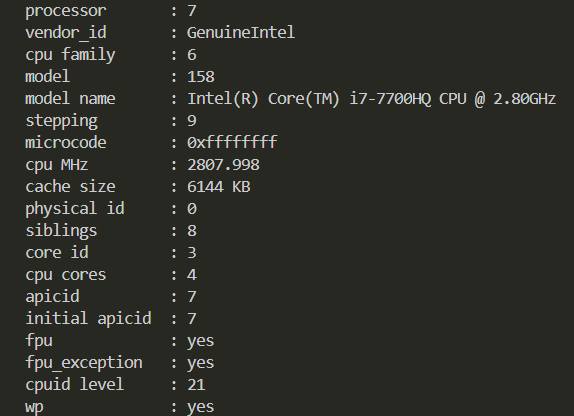 processor : 7
vendor_id : GenuineIntel
cpu family : 6
model : 158
model name : Intel(R) Core(TM) i7-7700HQ CPU @ 2.80GHz
stepping : 9
microcode : 0xffffffff
cpu MHz : 2807.998
cache size : 6144 KB
physical id : 0
siblings : 8
core id : 3
cpu cores : 4
apicid : 7
initial apicid : 7
fpu : yes
fpu_exception : yes
cpuid level : 21
wp : yes